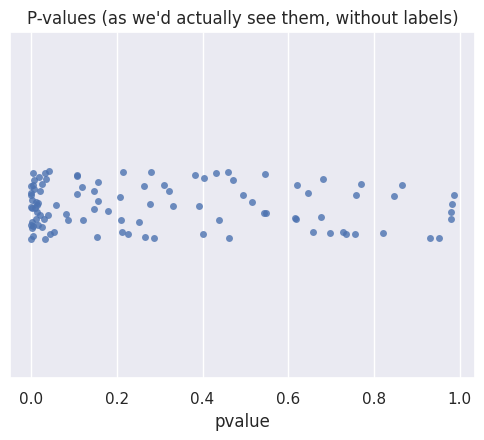 P-values (as we'd actually see them, without labels)
0.0 0.2 0.4 0.6 0.8 1.0
pvalue